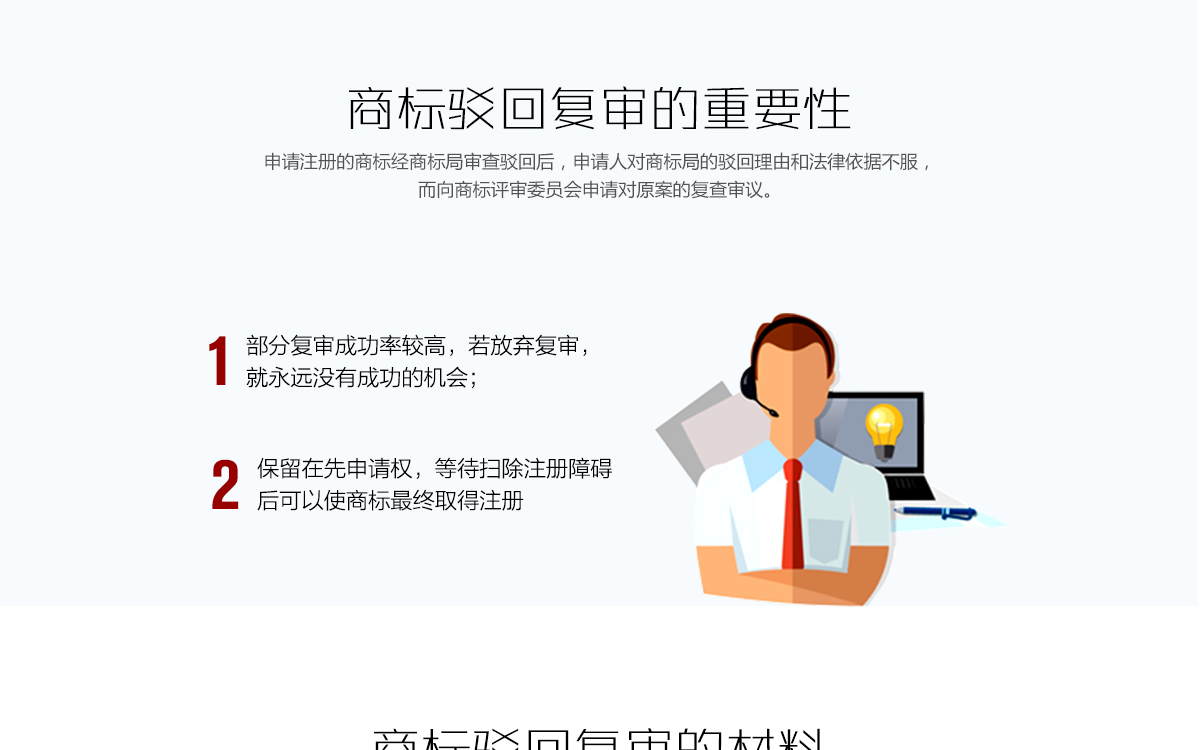 商标驳回复审的重要性
申请注册的商标经商标局审查驳回后，申请人对商标局的驳回理由和法律依据不服，
而向商标评审委员会申请对原案的复查审议。
1 部分复审成功率较高，若放弃复审，
就永远没有成功的机会；
2 保留在先申请权，等待扫除注册障碍
后可以使商标最终取得注册
商标驳回复审的材料